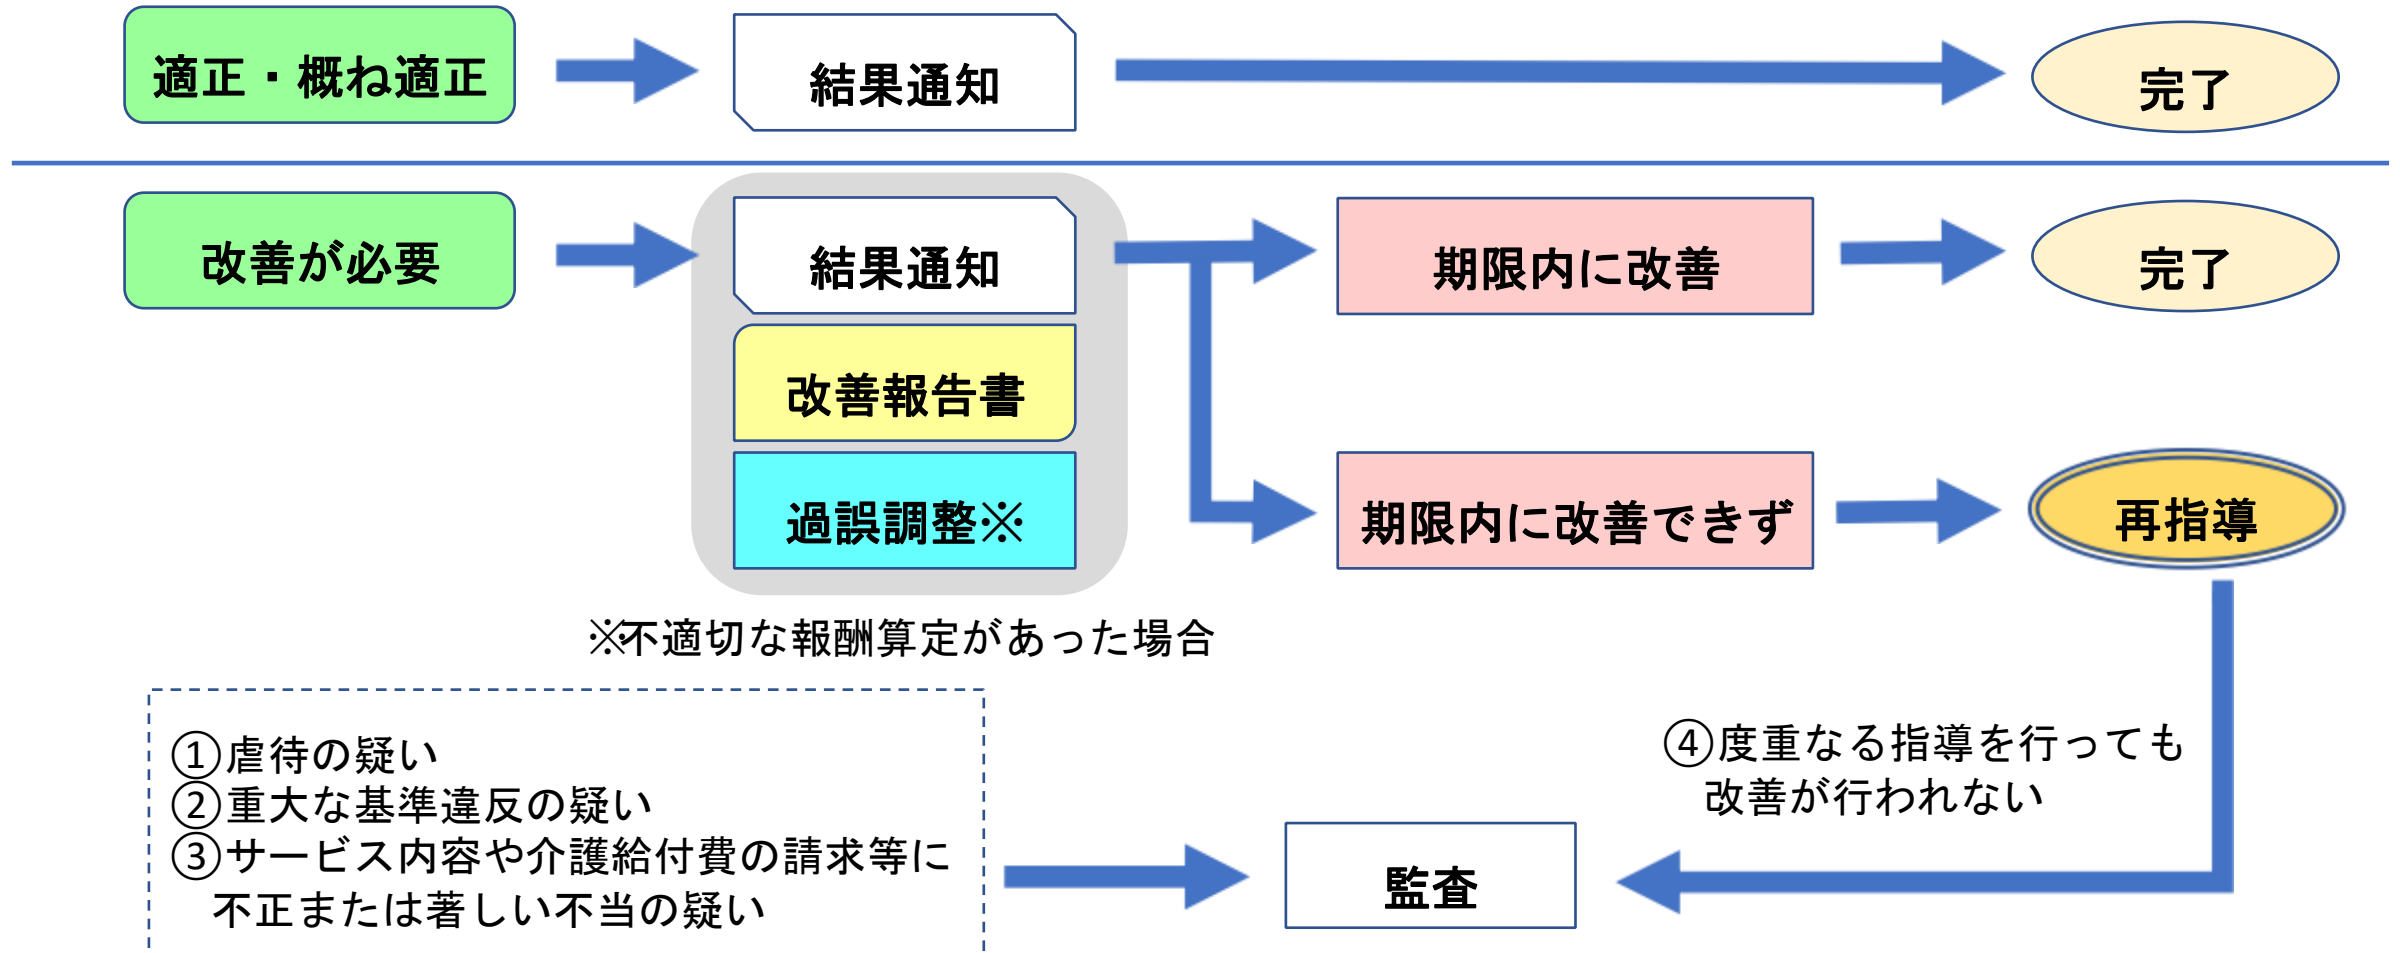 適正・概ね適正
結果通知
完了
改善が必要
結果通知
期限内に改善
完了
改善報告書
過誤調整※
期限内に改善できず
再指導
※不適切な報酬算定があった場合
①虐待の疑い
②重大な基準違反の疑い
③サービス内容や介護給付費の請求等に
不正または著しい不当の疑い
④度重なる指導を行っても
改善が行われない
監査